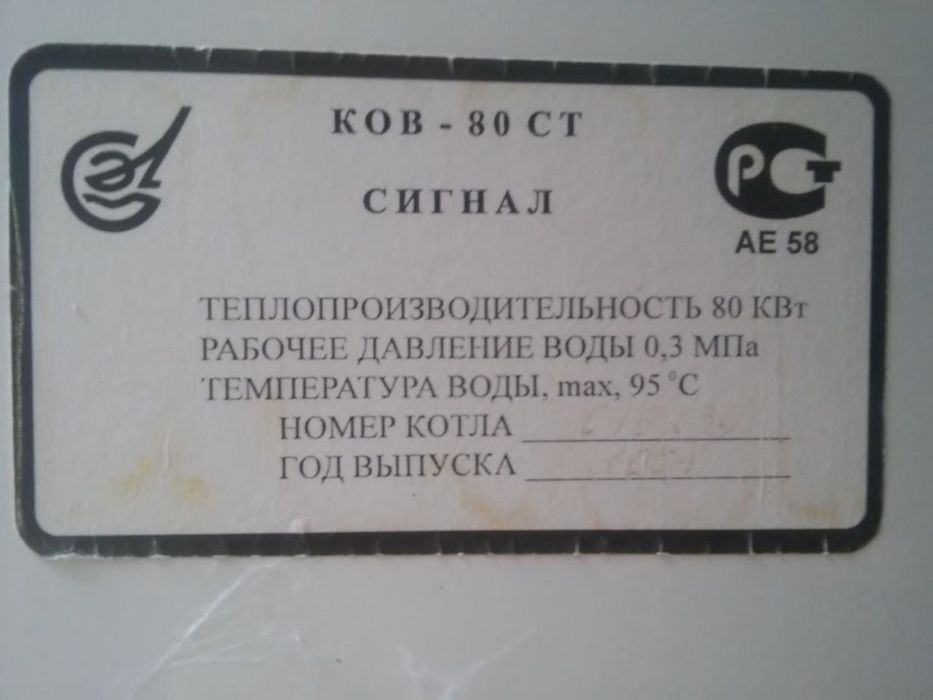 КОВ - 80 СТ
СИГНАЛ
РСТ
АЕ 58
ТЕПЛОПРОИЗВОДИТЕЛЬНОСТЬ 80 КВт
РАБОЧЕЕ ДАВЛЕНИЕ ВОДЫ 0,3 МПа
ТЕМПЕРАТУРА ВОДЫ, max, 95 °С
НОМЕР КОТЛА
ГОД ВЫПУСКА